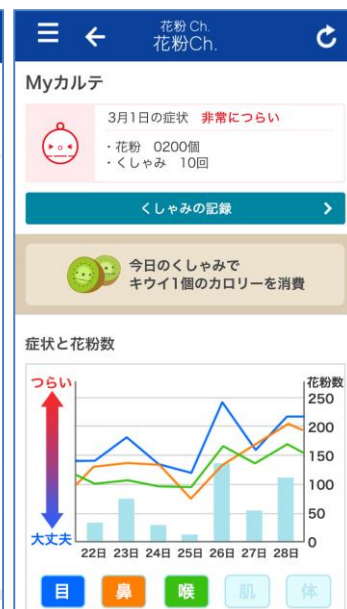 花粉 Ch.
花粉Ch.
Myカルテ
3月1日の症状 非常につらい
・花粉 0200個
・くしゃみ 10回
くしゃみの記録
今日のくしゃみで
キウイ1個のカロリーを消費
症状と花粉数
つらい
花粉数
250
200
150
100
50
0
大丈夫
22日 23日 24日 25日 26日 27日 28日
目 鼻 喉 肌 体